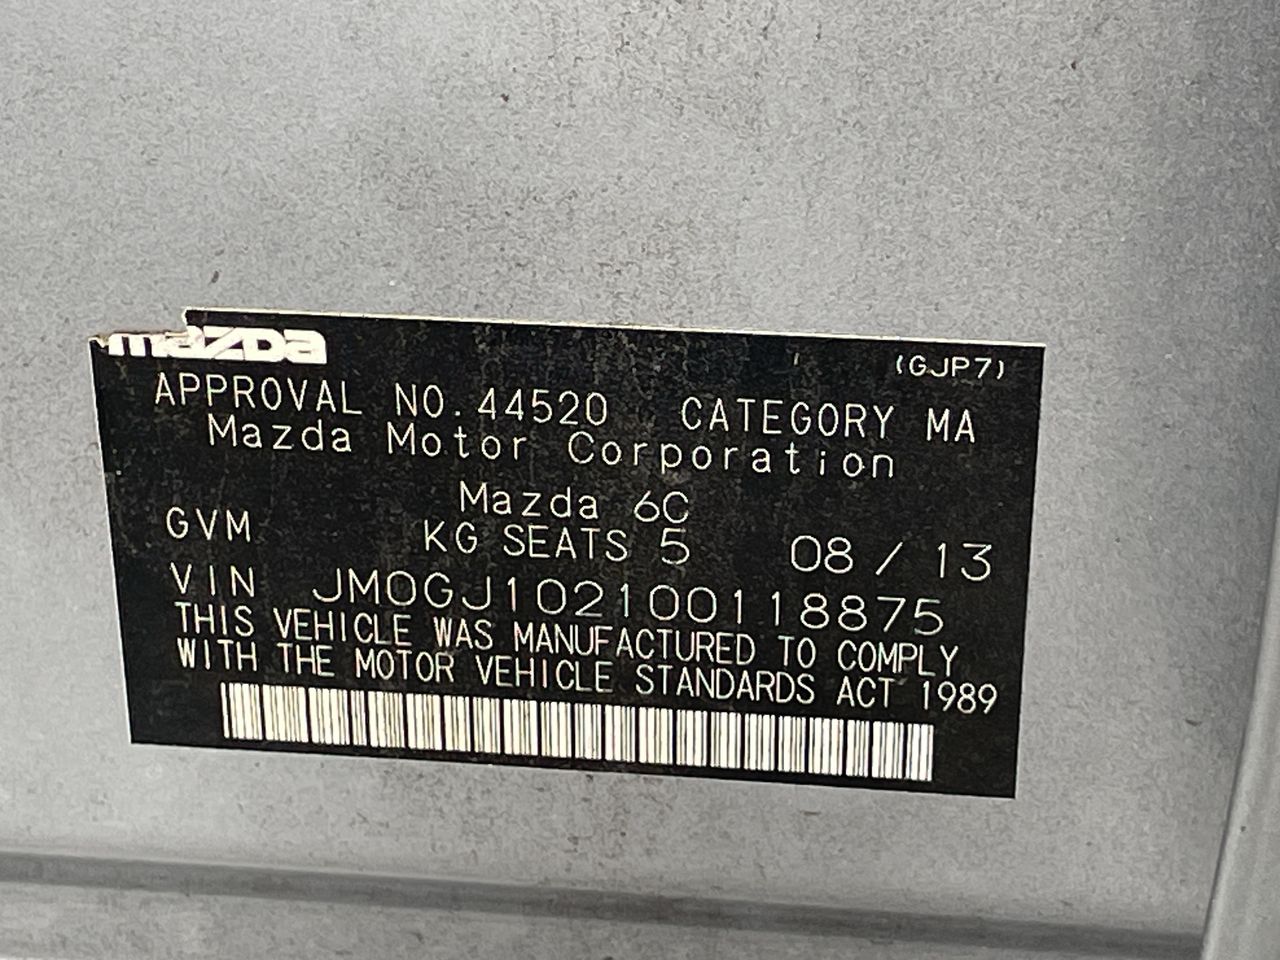 mazda (GJP7)
APPROVAL NO. 44520 CATEGORY MA
Mazda Motor Corporation
Mazda 6C
GVM KG SEATS 5 08 / 13
VIN JM0GJ102100118875
THIS VEHICLE WAS MANUFACTURED TO COMPLY
WITH THE MOTOR VEHICLE STANDARDS ACT 1989